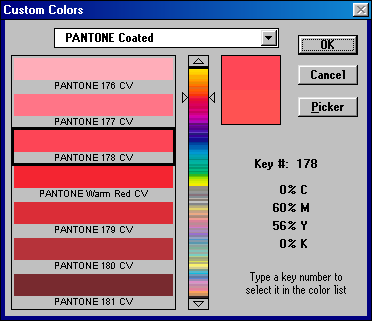 Custom Colors
PANTONE Coated
OK
PANTONE 176 CV
Cancel
PANTONE 177 CV
Picker
PANTONE 178 CV
Key #: 178
PANTONE Warm Red CV
0% C
60% M
PANTONE 179 CV
56% Y
0% K
PANTONE 180 CV
Type a key number to
select it in the color list
PANTONE 181 CV